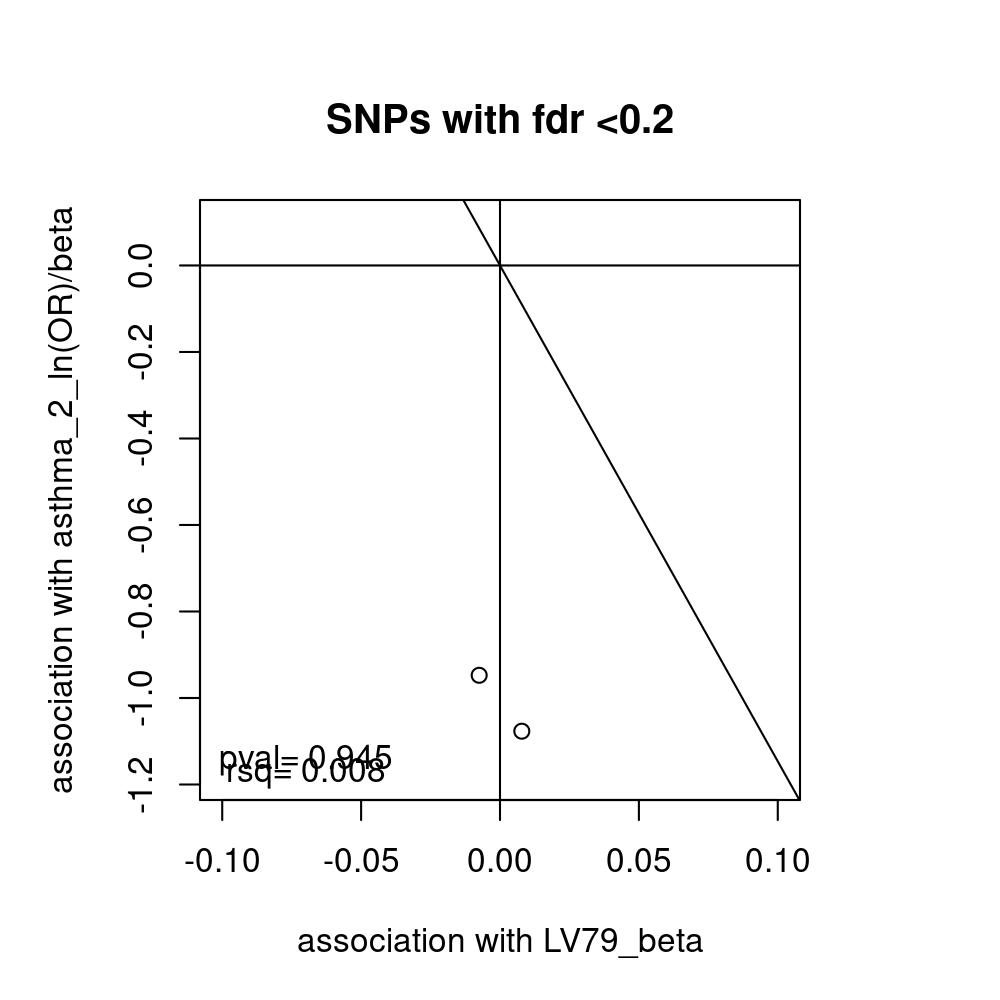 SNPs with fdr <0.2
association with asthma_2_ln(OR)/beta
0.0
-0.2
-0.4
-0.6
-0.8
-1.0
-1.2
pval= 0.945
rsq= 0.008
-0.10 -0.05 0.00 0.05 0.10
association with LV79_beta